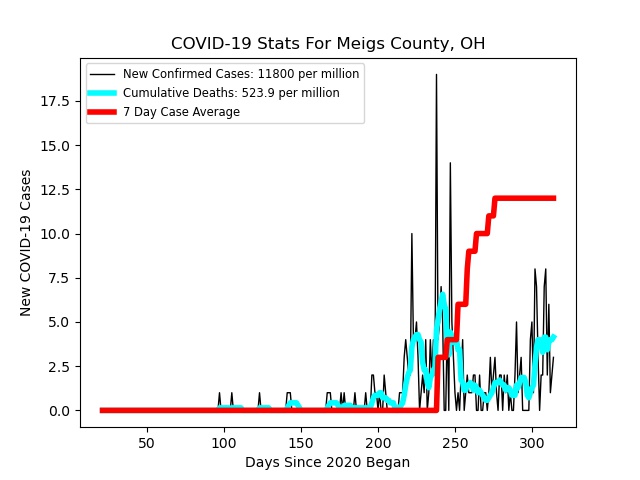 COVID-19 Stats For Meigs County, OH
New Confirmed Cases: 11800 per million
Cumulative Deaths: 523.9 per million
7 Day Case Average
17.5
15.0
12.5
10.0
7.5
5.0
2.5
0.0
New COVID-19 Cases
50 100 150 200 250 300
Days Since 2020 Began